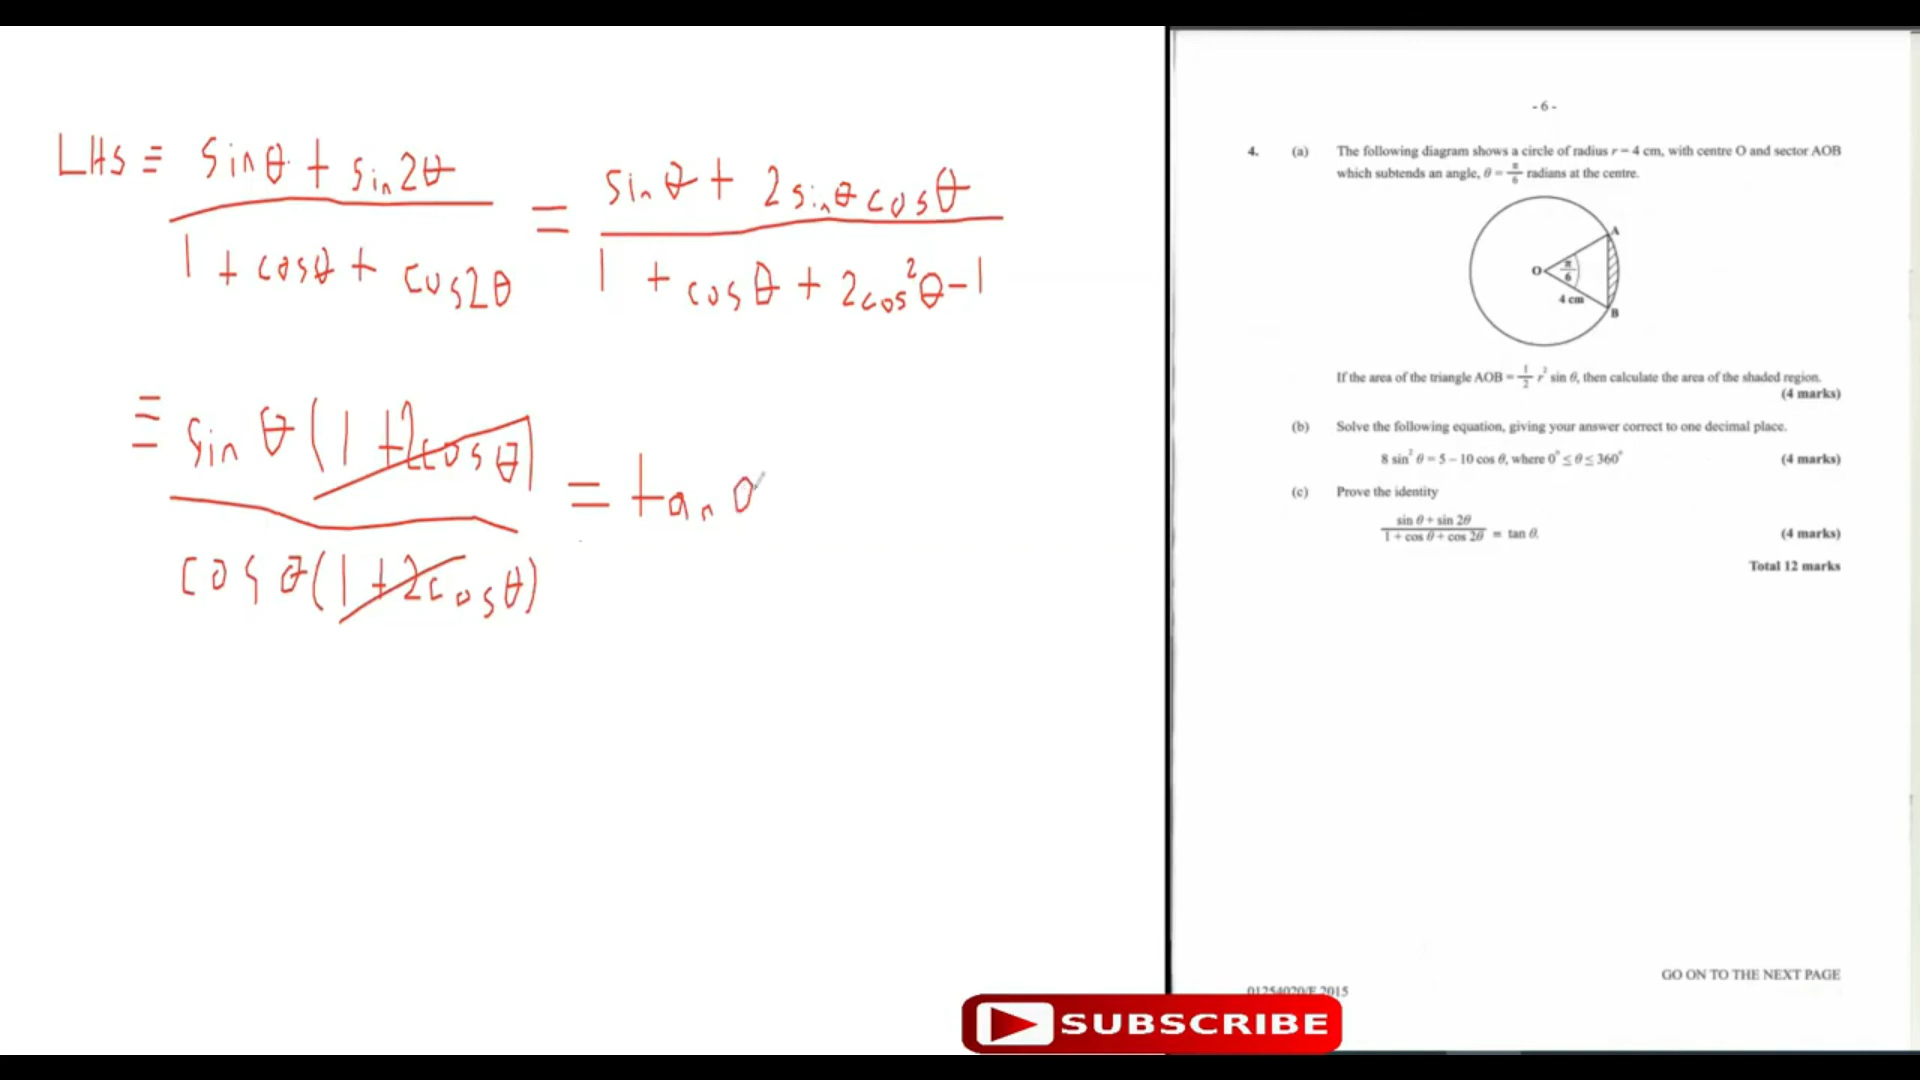 LHS ≡ sinθ + sin2θ / 1 + cosθ + cos2θ = sinθ + 2sinθcosθ / 1 + cosθ + 2cos²θ-1
≡ sinθ(1+2cosθ) / cosθ(1+2cosθ) = tan θ
- 6 -
4. (a) The following diagram shows a circle of radius r = 4 cm, with centre O and sector AOB
which subtends an angle, θ = π/6 radians at the centre.
A
O π/6
4 cm
B
If the area of the triangle AOB = 1/2 r² sin θ, then calculate the area of the shaded region.
(4 marks)
(b) Solve the following equation, giving your answer correct to one decimal place.
8 sin² θ = 5 – 10 cos θ, where 0° ≤ θ ≤ 360° (4 marks)
(c) Prove the identity
sin θ + sin 2θ / 1 + cos θ + cos 2θ = tan θ. (4 marks)
Total 12 marks
GO ON TO THE NEXT PAGE
01254020/F 2015
SUBSCRIBE